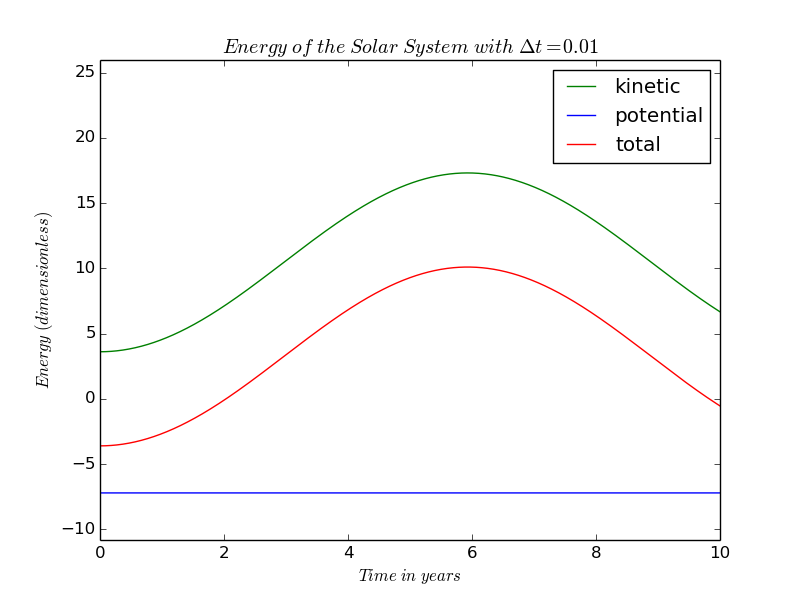 Energy of the Solar System with Δt=0.01
25
20
15
10
5
0
−5
−10
0 2 4 6 8 10
Energy (dimensionless)
Time in years
kinetic
potential
total